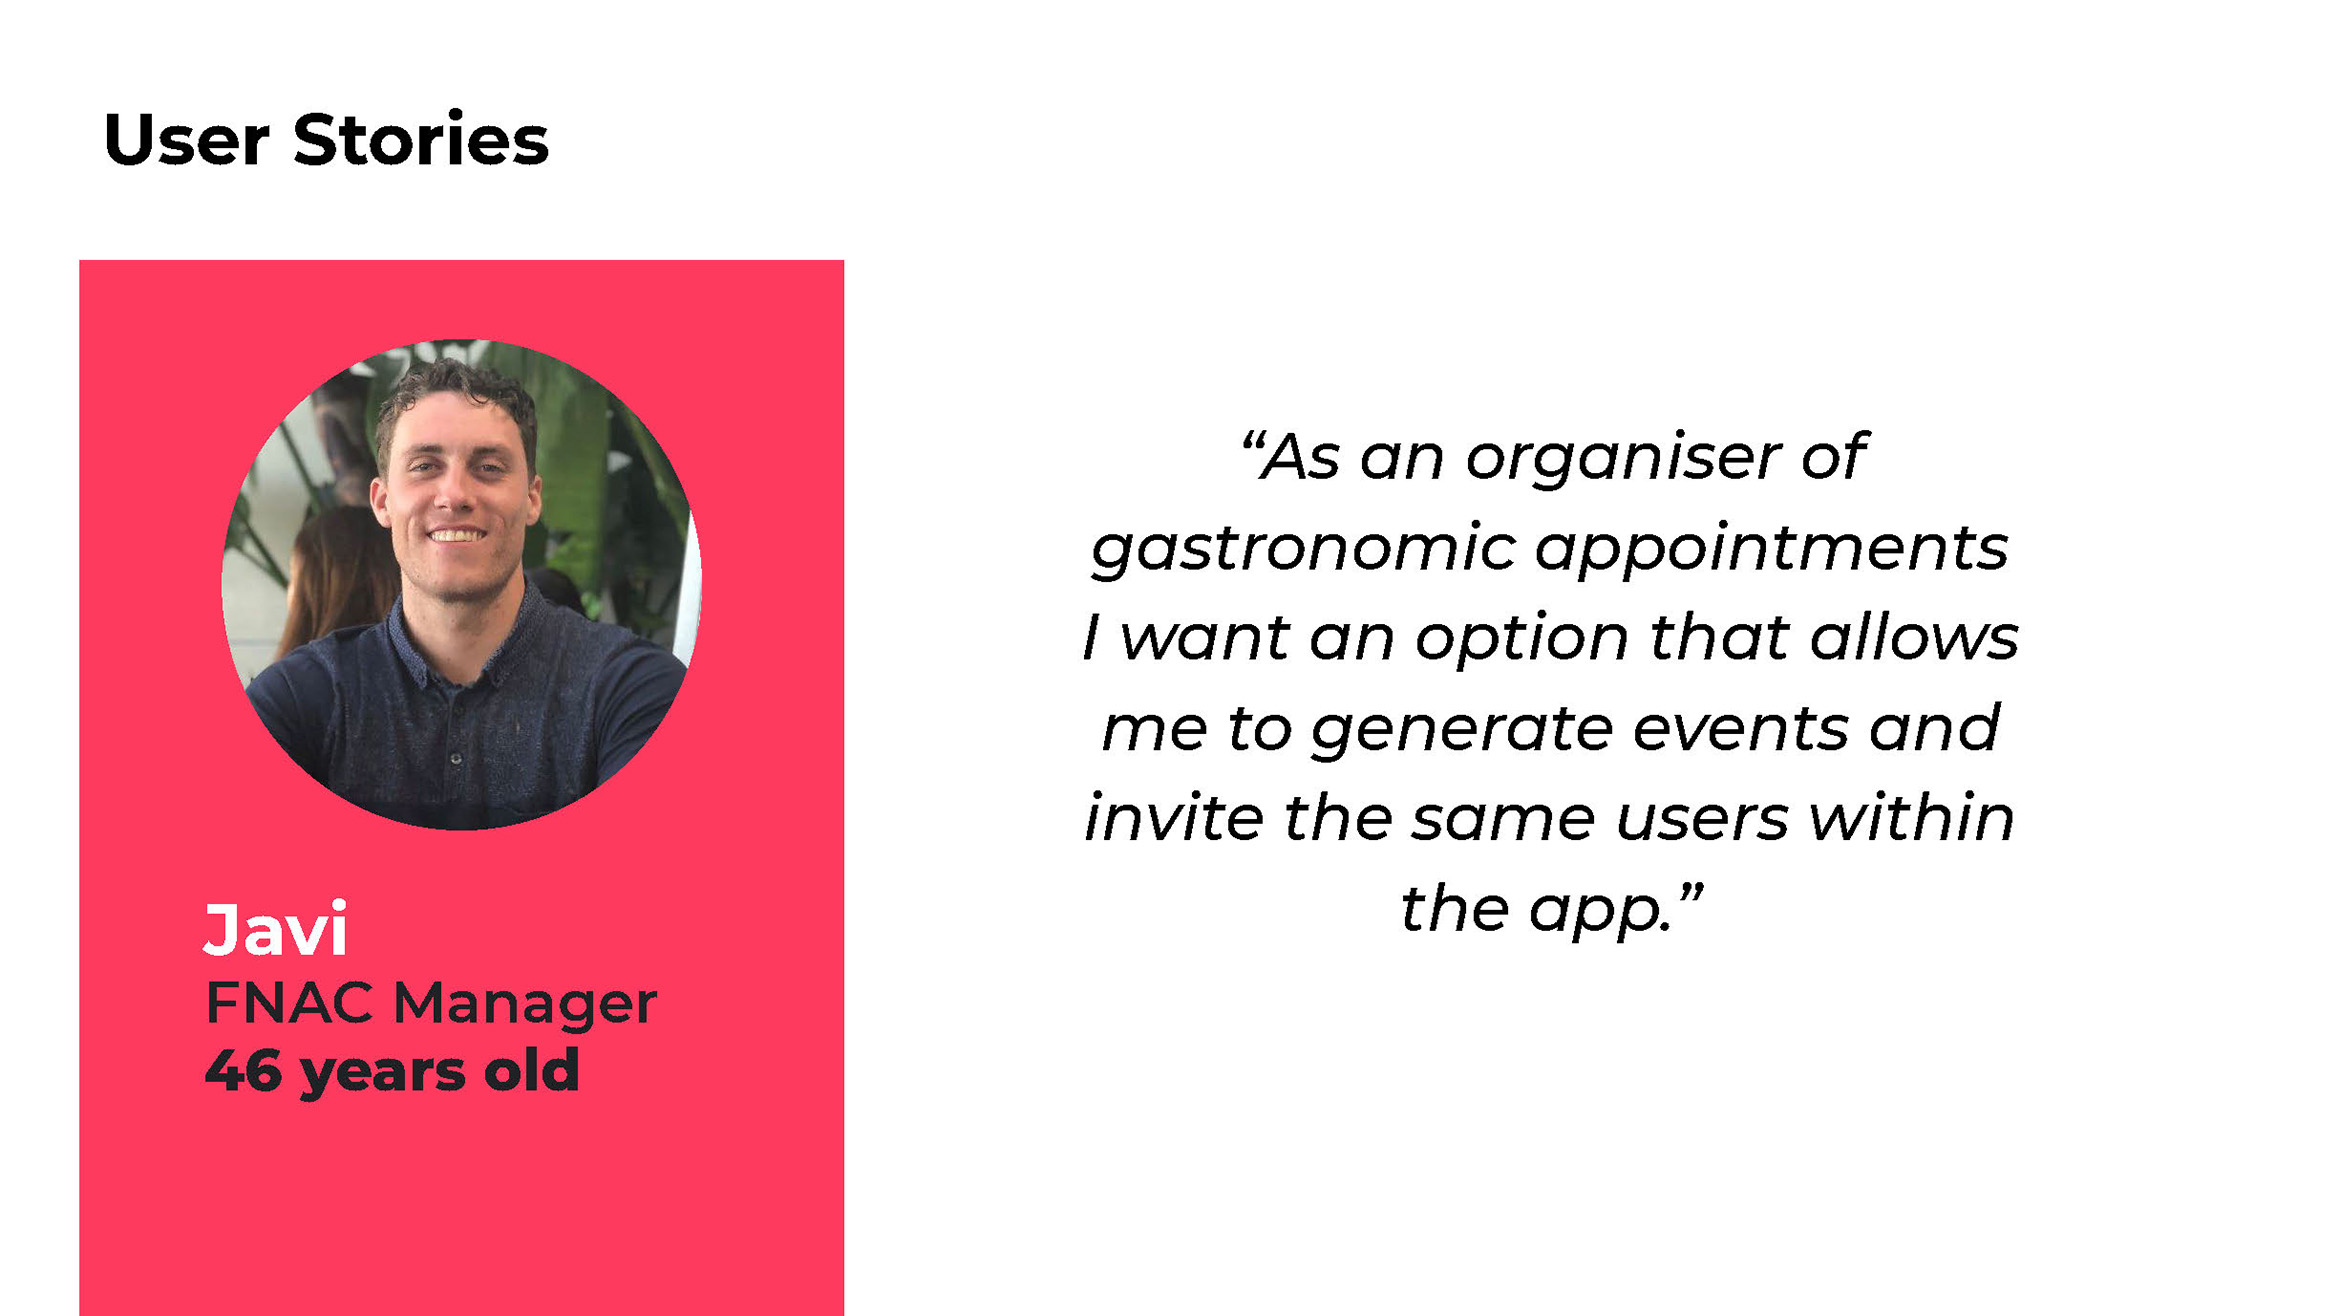 User Stories
Javi
FNAC Manager
46 years old
“As an organiser of
gastronomic appointments
I want an option that allows
me to generate events and
invite the same users within
the app.”